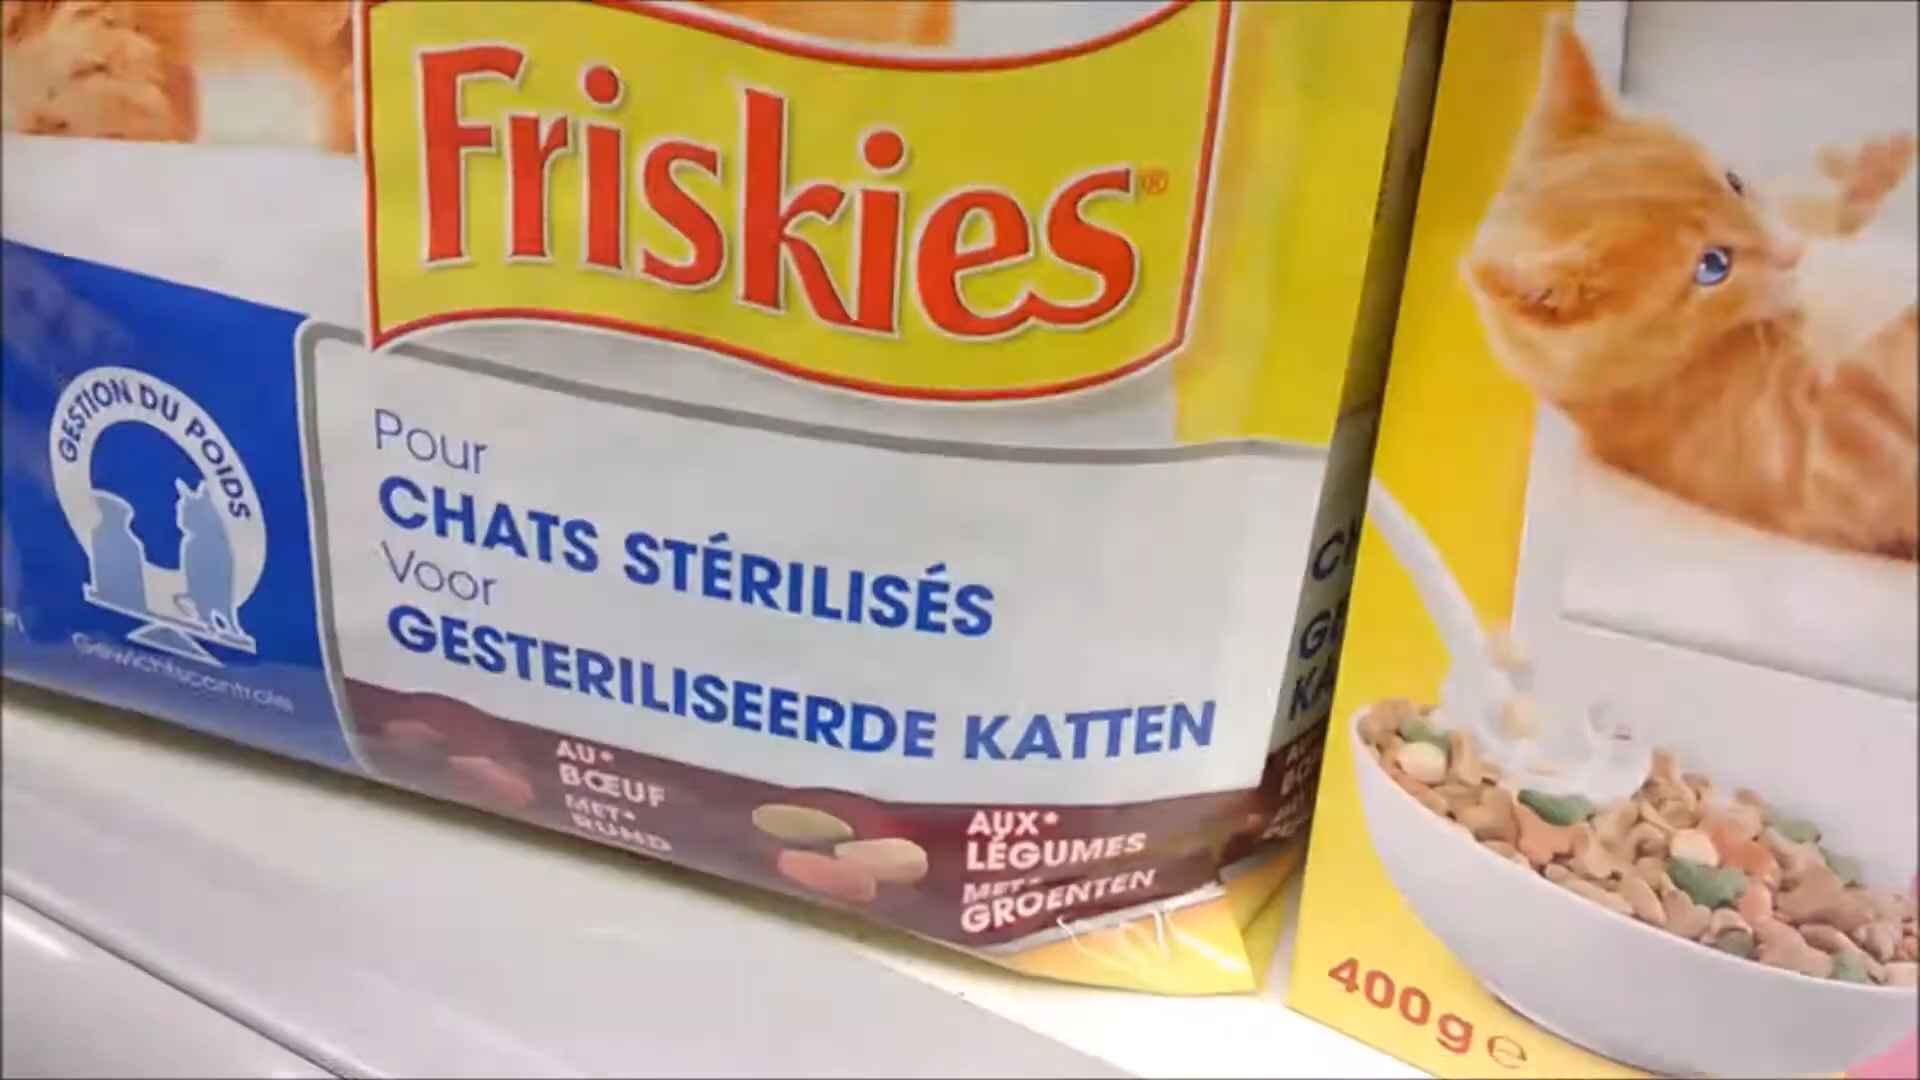 Friskies®
GESTION DU POIDS
Gewichtscontrole
Pour
CHATS STÉRILISÉS
Voor
GESTERILISEERDE KATTEN
AU*
BŒUF
MET*
RUND
AUX*
LÉGUMES
MET*
GROENTEN
400g e